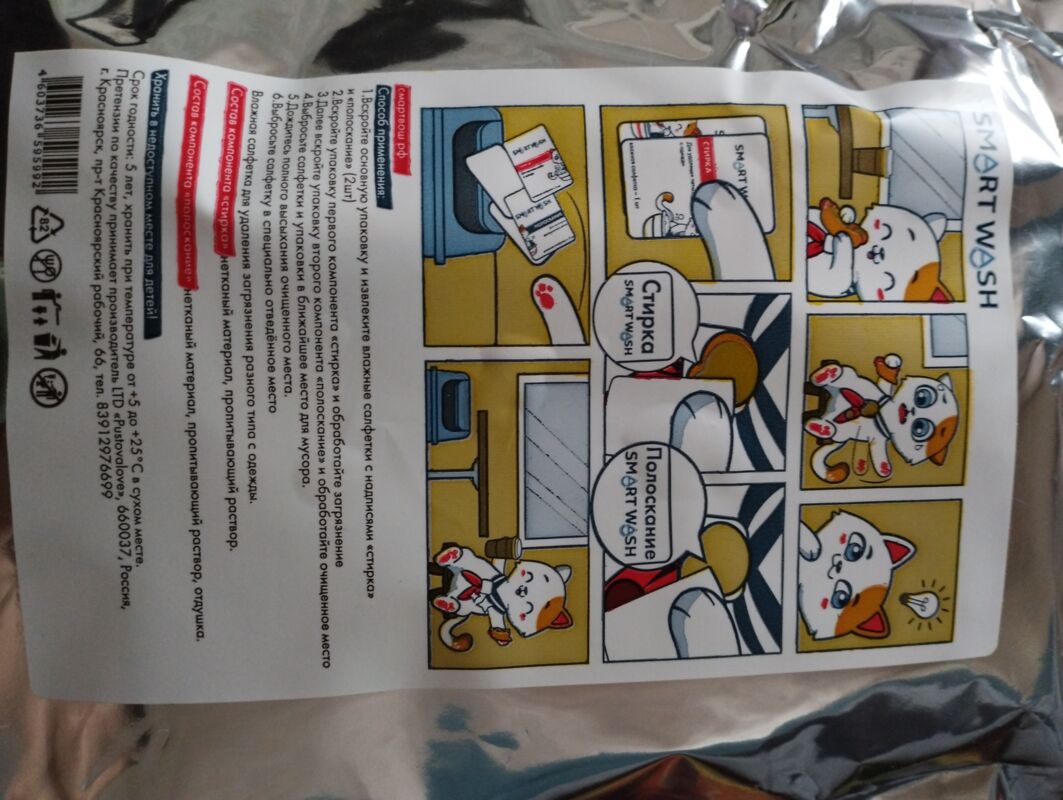 SMART WASH
SMART WASH
СТИРКА
Стирка
SMART WASH
Полоскание
SMART WASH
смартвош.рф
Способ применения:
1.Вскройте основную упаковку и извлеките влажные салфетки с надписями «стирка»
и «полоскание» (2шт)
2.Вскройте упаковку первого компонента «стирка» и обработайте загрязнение
3.Далее вскройте упаковку второго компонента «полоскание» и обработайте очищенное место
4.Выбросьте салфетки и упаковки в ближайшее место для мусора.
5.Дождитесь полного высыхания очищенного места.
6.Выбросьте салфетку в специально отведённое место
Влажная салфетка для удаления загрязнения разного типа с одежды.
Состав компонента «стирка» нетканый материал, пропитывающий раствор.
Состав компонента «полоскание» нетканый материал, пропитывающий раствор, отдушка.
Хранить в недоступном месте для детей!
Срок годности: 5 лет, хранить при температуре от +5 до +25°С в сухом месте.
Претензии по качеству принимает производитель LTD «Pustovalove», 660037, Россия,
г. Красноярск, пр-т Красноярский рабочий, 66, тел. 83912976699
4603736595992
82